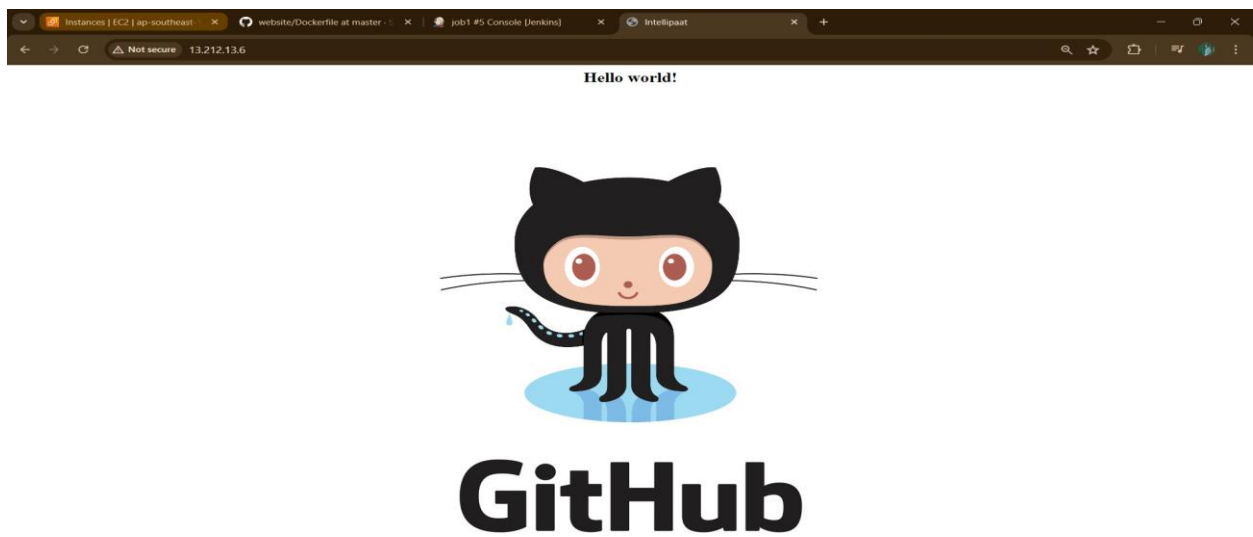 Instances | EC2 | ap-southeast-
website/Dockerfile at master ·
job1 #5 Console [Jenkins]
Intellipaat
Not secure 13.212.13.6
Hello world!
GitHub